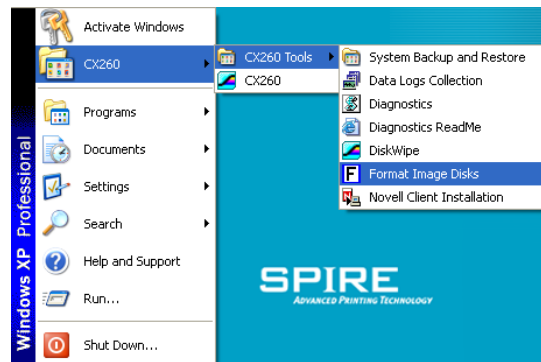 Activate Windows
CX260
Programs
Documents
Settings
Search
Help and Support
Run...
Shut Down...
Windows XP Professional
CX260 Tools
CX260
System Backup and Restore
Data Logs Collection
Diagnostics
Diagnostics ReadMe
DiskWipe
F Format Image Disks
Novell Client Installation
SPIRE
ADVANCED PRINTING TECHNOLOGY